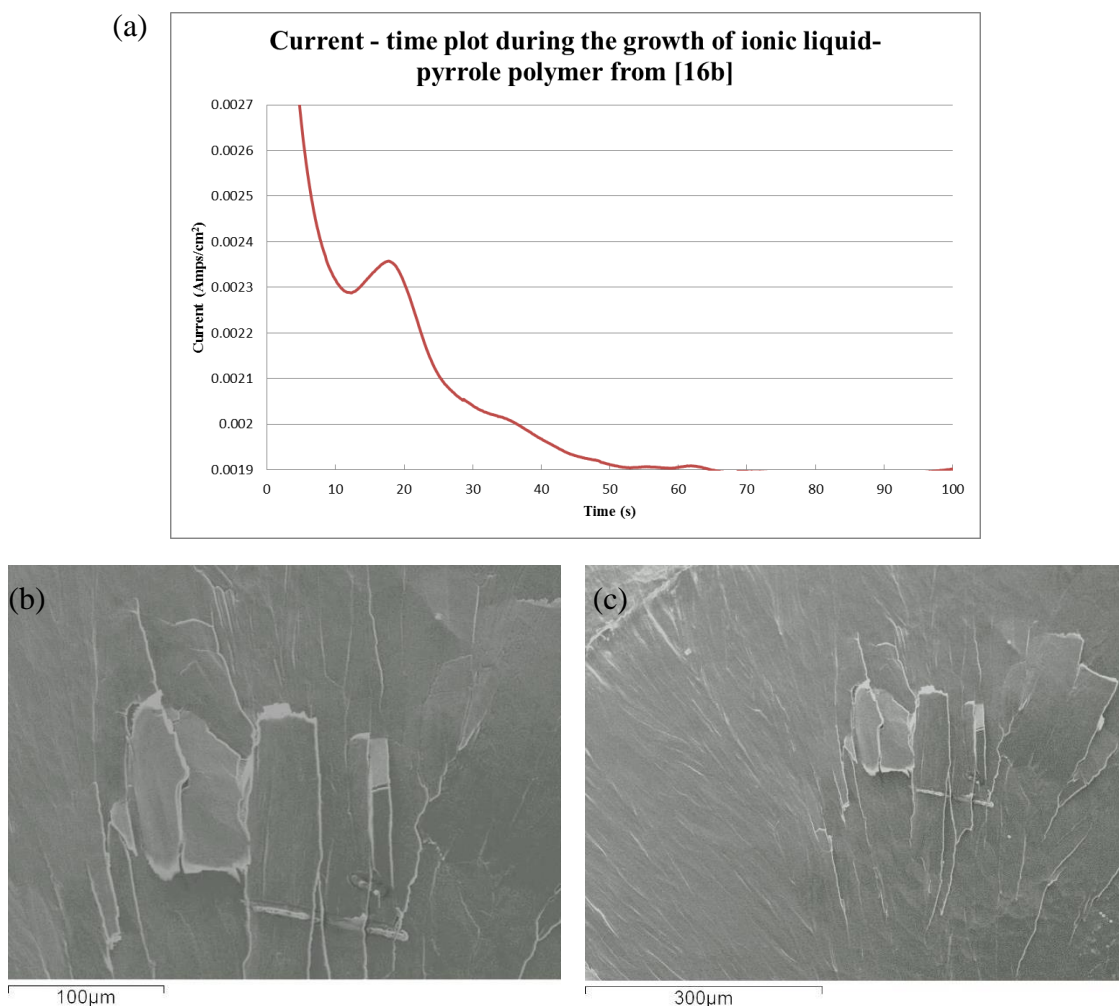 (a)
Current - time plot during the growth of ionic liquid-
pyrrole polymer from [16b]
Current (Amps/cm²)
0.0027
0.0026
0.0025
0.0024
0.0023
0.0022
0.0021
0.002
0.0019
0 10 20 30 40 50 60 70 80 90 100
Time (s)
(b)
100µm
(c)
300µm